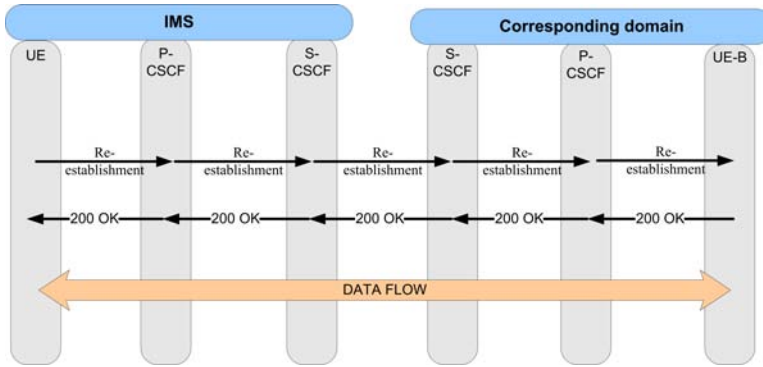 IMS
Corresponding domain
UE
P-
CSCF
S-
CSCF
S-
CSCF
P-
CSCF
UE-B
Re-
establishment
Re-
establishment
Re-
establishment
Re-
establishment
Re-
establishment
200 OK
200 OK
200 OK
200 OK
200 OK
DATA FLOW